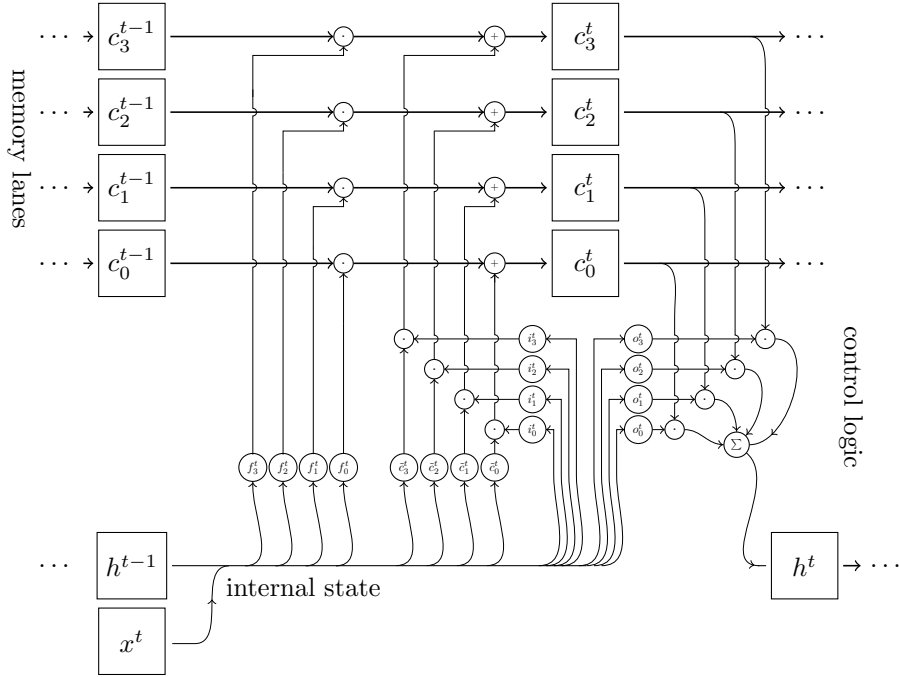 ··· c_3^{t−1} · + c_3^t ···
··· c_2^{t−1} · + c_2^t ···
··· c_1^{t−1} · + c_1^t ···
··· c_0^{t−1} · + c_0^t ···
memory lanes
control logic
· i_3^t o_3^t ·
· i_2^t o_2^t ·
· i_1^t o_1^t ·
· i_0^t o_0^t · Σ
f_3^t f_2^t f_1^t f_0^t c̃_3^t c̃_2^t c̃_1^t c̃_0^t
··· h^{t−1} h^t ···
internal state
x^t